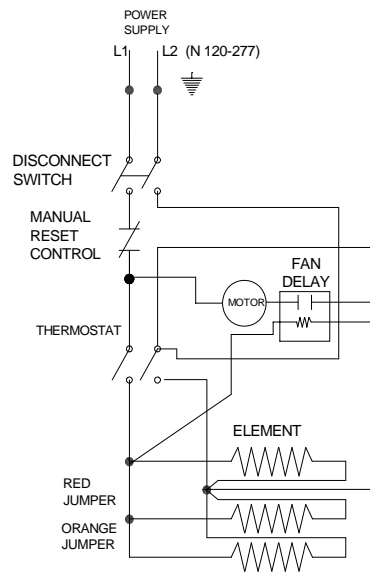 POWER
SUPPLY
L1 L2 (N 120-277)
DISCONNECT
SWITCH
MANUAL
RESET
CONTROL
FAN
DELAY
MOTOR
THERMOSTAT
ELEMENT
RED
JUMPER
ORANGE
JUMPER